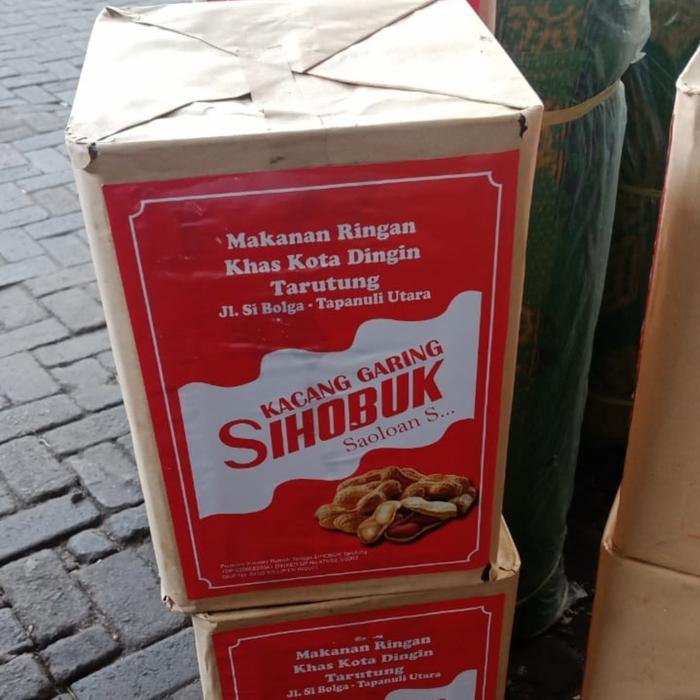 Makanan Ringan
Khas Kota Dingin
Tarutung
Jl. Si Bolga - Tapanuli Utara
KACANG GARING
SIHOBUK
Saoloan S...
Makanan Ringan
Khas Kota Dingin
Tarutung
Jl. Si Bolga - Tapanuli Utara